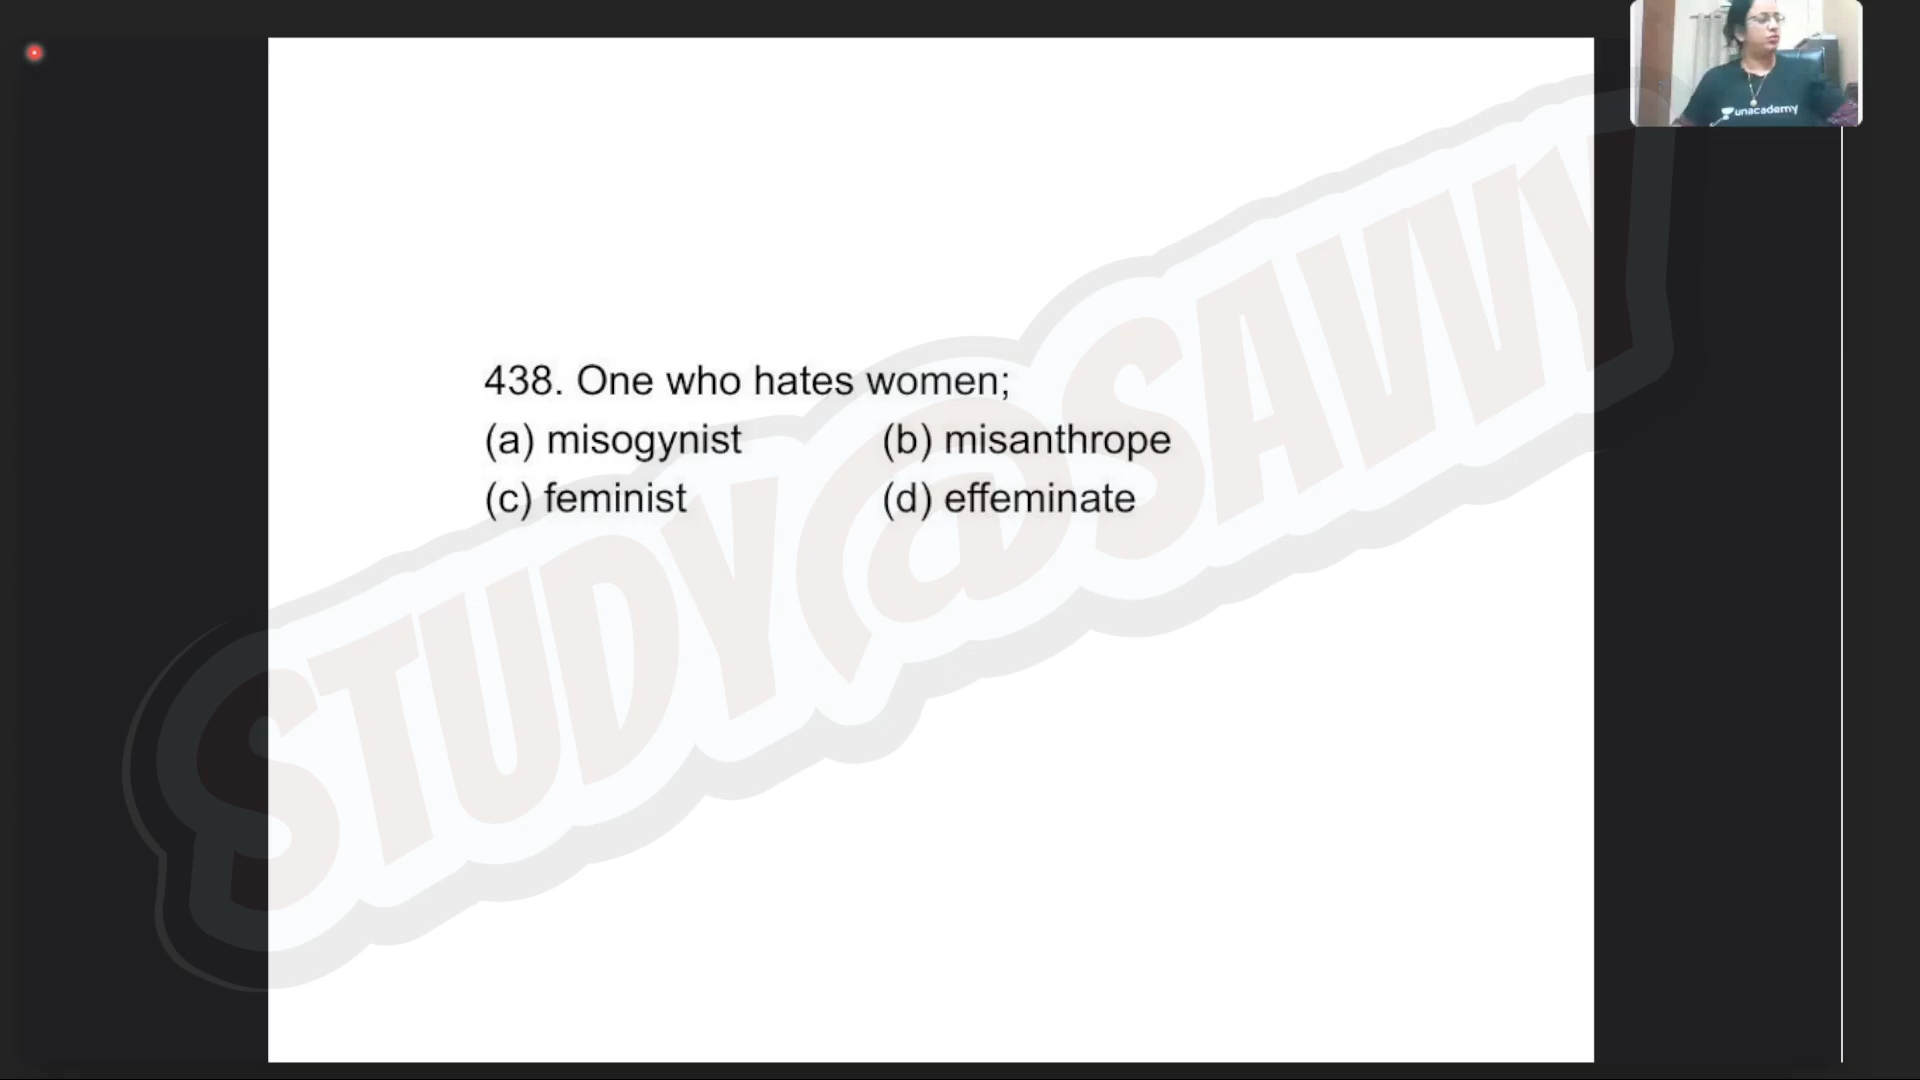 unacademy
438. One who hates women;
(a) misogynist (b) misanthrope
(c) feminist (d) effeminate
STUDY@SAVVY